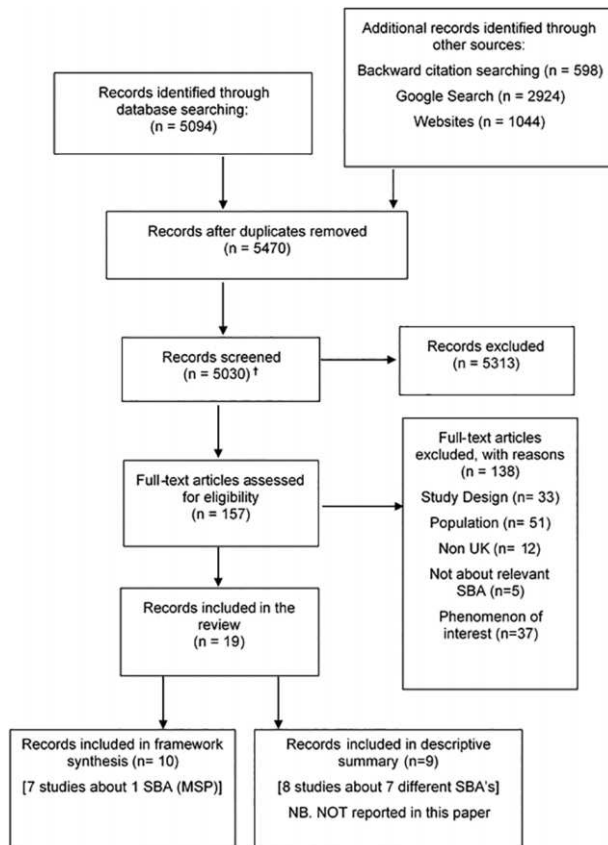 Records identified through
database searching:
(n = 5094)
Additional records identified through
other sources:
Backward citation searching (n = 598)
Google Search (n = 2924)
Websites (n = 1044)
Records after duplicates removed
(n = 5470)
Records screened
(n = 5030) †
Records excluded
(n = 5313)
Full-text articles assessed
for eligibility
(n = 157)
Full-text articles
excluded, with reasons
(n = 138)
Study Design (n= 33)
Population (n= 51)
Non UK (n= 12)
Not about relevant
SBA (n=5)
Phenomenon of
interest (n=37)
Records included in the
review
(n = 19)
Records included in framework
synthesis (n= 10)
[7 studies about 1 SBA (MSP)]
Records included in descriptive
summary (n=9)
[8 studies about 7 different SBA's]
NB. NOT reported in this paper